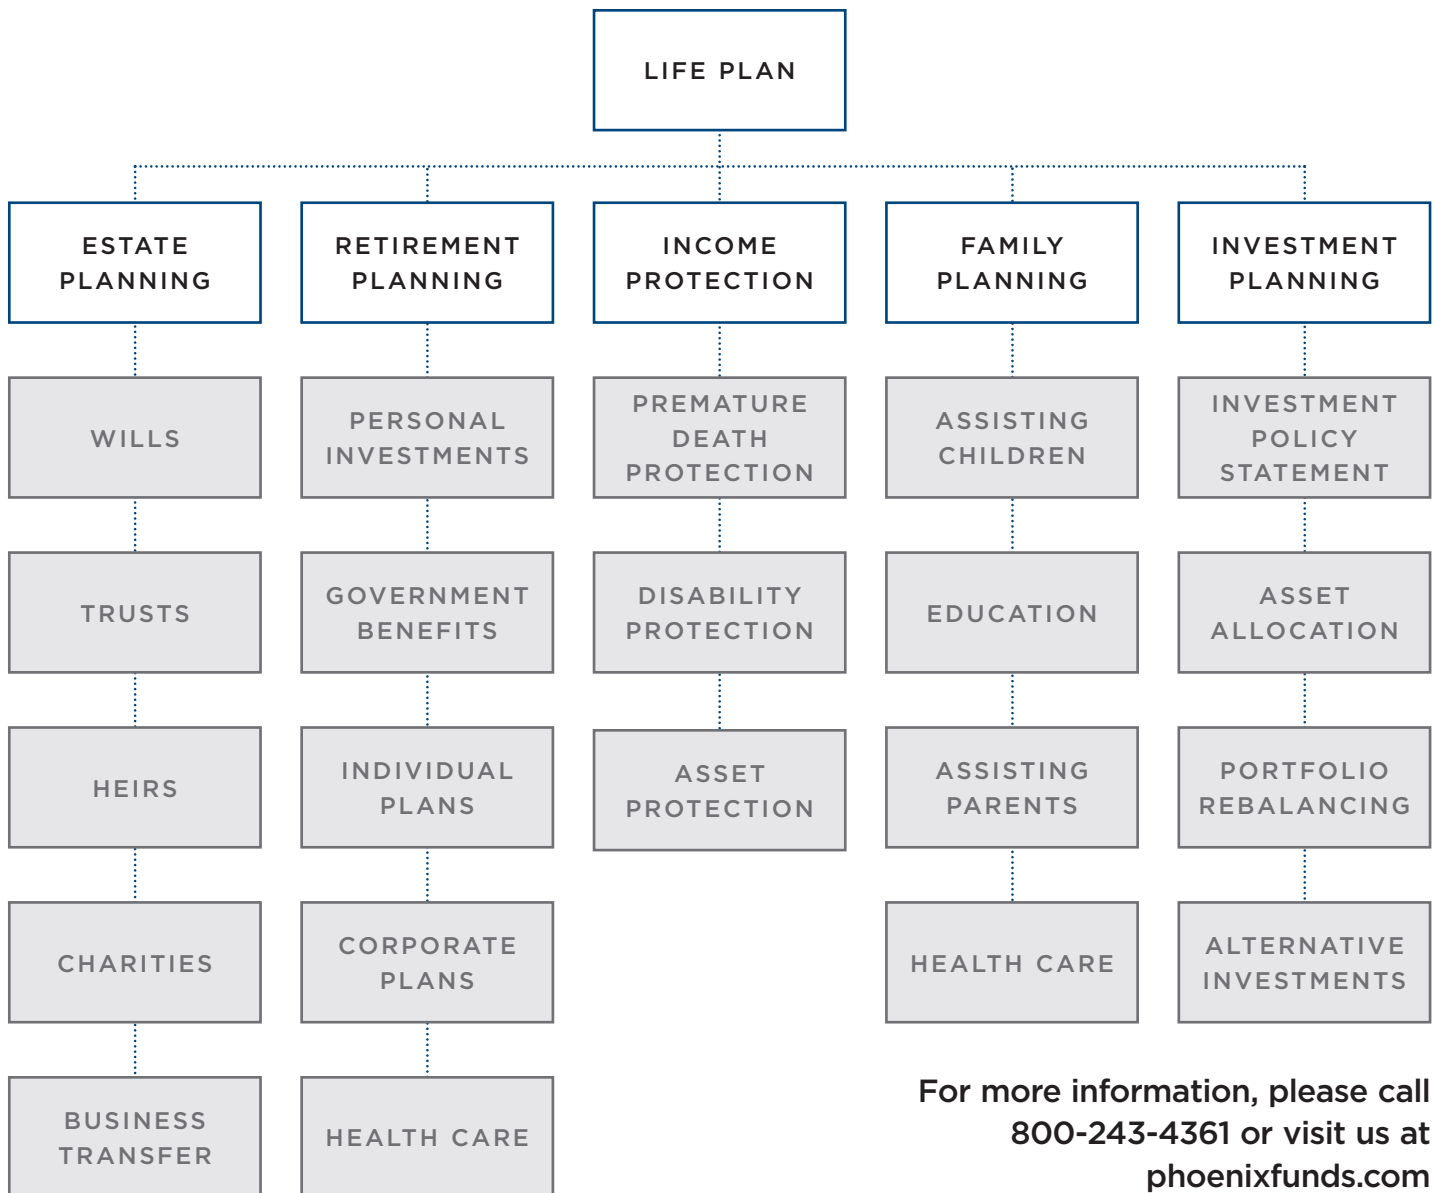 LIFE PLAN
ESTATE
PLANNING
RETIREMENT
PLANNING
INCOME
PROTECTION
FAMILY
PLANNING
INVESTMENT
PLANNING
WILLS
PERSONAL
INVESTMENTS
PREMATURE
DEATH
PROTECTION
ASSISTING
CHILDREN
INVESTMENT
POLICY
STATEMENT
TRUSTS
GOVERNMENT
BENEFITS
DISABILITY
PROTECTION
EDUCATION
ASSET
ALLOCATION
HEIRS
INDIVIDUAL
PLANS
ASSET
PROTECTION
ASSISTING
PARENTS
PORTFOLIO
REBALANCING
CHARITIES
CORPORATE
PLANS
HEALTH CARE
ALTERNATIVE
INVESTMENTS
BUSINESS
TRANSFER
HEALTH CARE
For more information, please call
800-243-4361 or visit us at
phoenixfunds.com